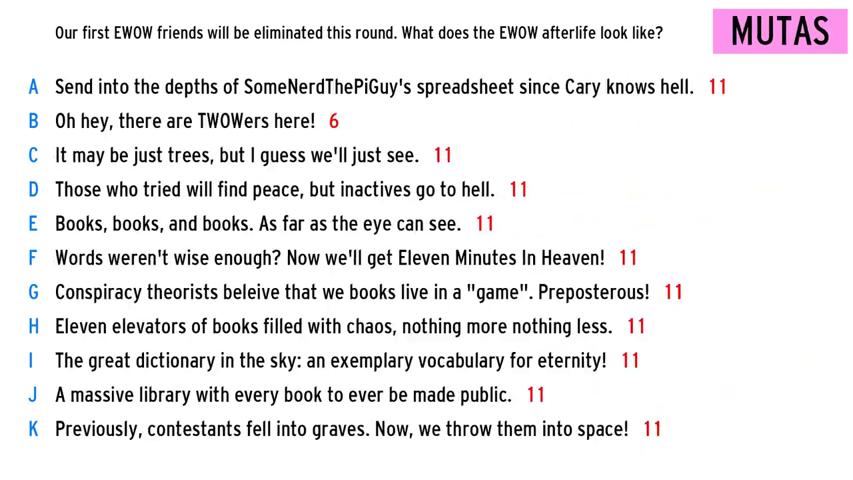 Our first EWOW friends will be eliminated this round. What does the EWOW afterlife look like?
MUTAS
A Send into the depths of SomeNerdThePiGuy's spreadsheet since Cary knows hell. 11
B Oh hey, there are TWOWers here! 6
C It may be just trees, but I guess we'll just see. 11
D Those who tried will find peace, but inactives go to hell. 11
E Books, books, and books. As far as the eye can see. 11
F Words weren't wise enough? Now we'll get Eleven Minutes In Heaven! 11
G Conspiracy theorists beleive that we books live in a "game". Preposterous! 11
H Eleven elevators of books filled with chaos, nothing more nothing less. 11
I The great dictionary in the sky: an exemplary vocabulary for eternity! 11
J A massive library with every book to ever be made public. 11
K Previously, contestants fell into graves. Now, we throw them into space! 11